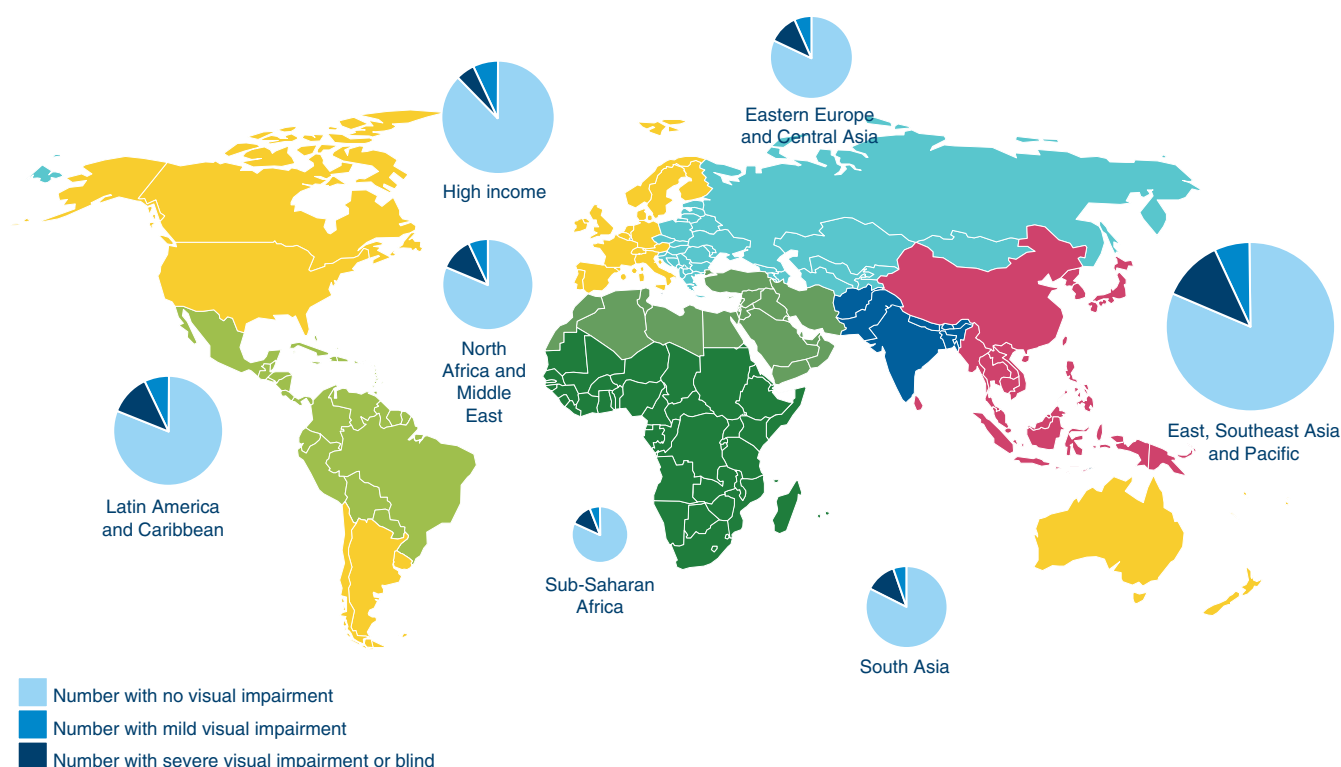 Eastern Europe
and Central Asia
High income
North
Africa and
Middle
East
East, Southeast Asia
and Pacific
Latin America
and Caribbean
Sub-Saharan
Africa
South Asia
Number with no visual impairment
Number with mild visual impairment
Number with severe visual impairment or blind